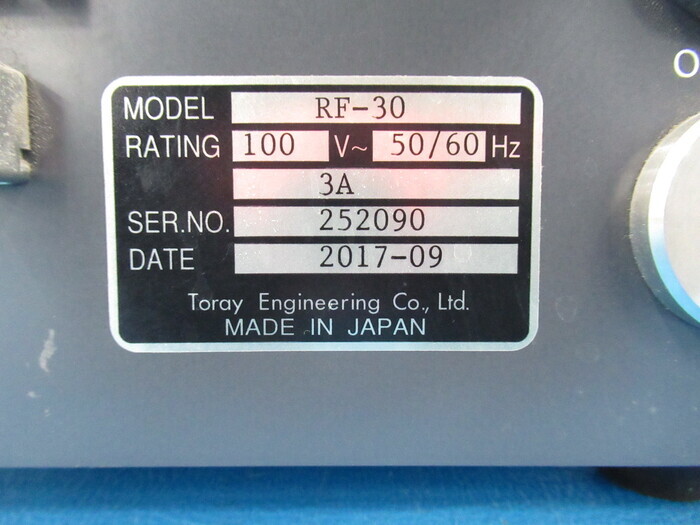 MODEL RF-30
RATING 100 V~ 50/60 Hz
3A
SER.NO. 252090
DATE 2017-09
Toray Engineering Co., Ltd.
MADE IN JAPAN
O